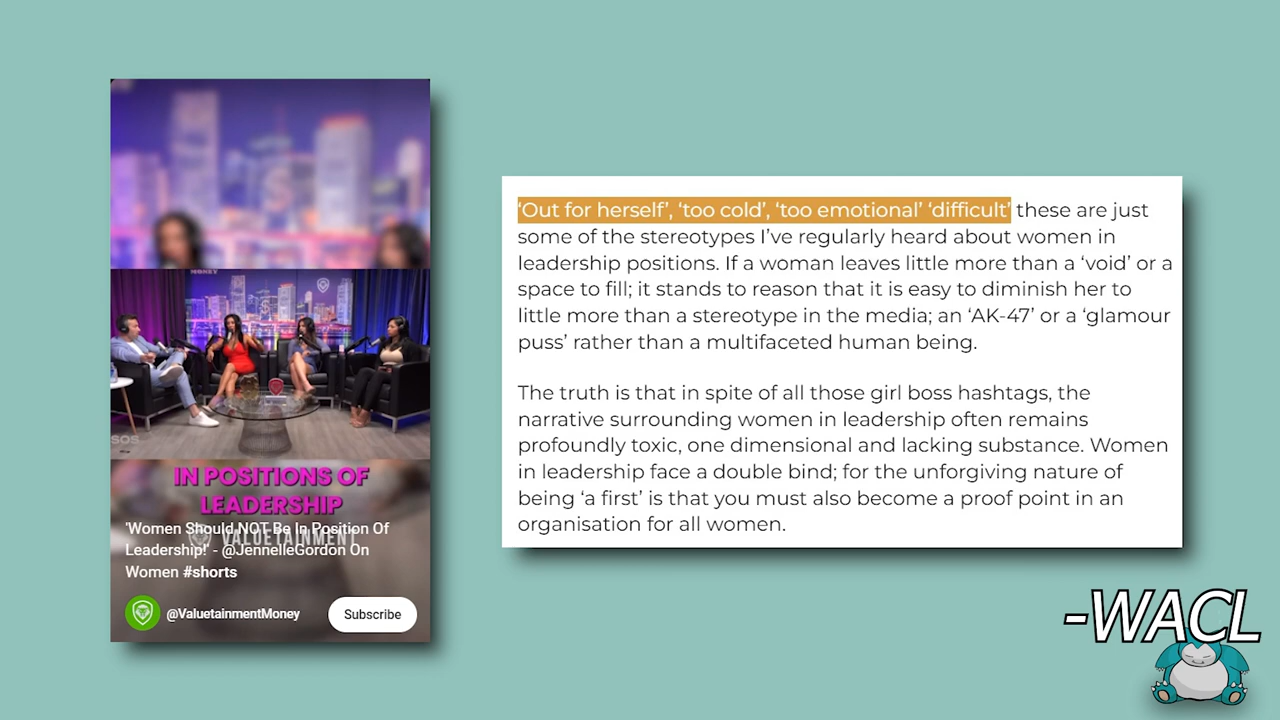 MONEY
SOS
IN POSITIONS OF
LEADERSHIP
VALUETAINMENT
'Women Should NOT Be In Position Of
Leadership!' - @JennelleGordon On
Women #shorts
@ValuetainmentMoney
Subscribe
‘Out for herself’, ‘too cold’, ‘too emotional’ ‘difficult’ these are just
some of the stereotypes I’ve regularly heard about women in
leadership positions. If a woman leaves little more than a ‘void’ or a
space to fill; it stands to reason that it is easy to diminish her to
little more than a stereotype in the media; an ‘AK-47’ or a ‘glamour
puss’ rather than a multifaceted human being.
The truth is that in spite of all those girl boss hashtags, the
narrative surrounding women in leadership often remains
profoundly toxic, one dimensional and lacking substance. Women
in leadership face a double bind; for the unforgiving nature of
being ‘a first’ is that you must also become a proof point in an
organisation for all women.
-WACL